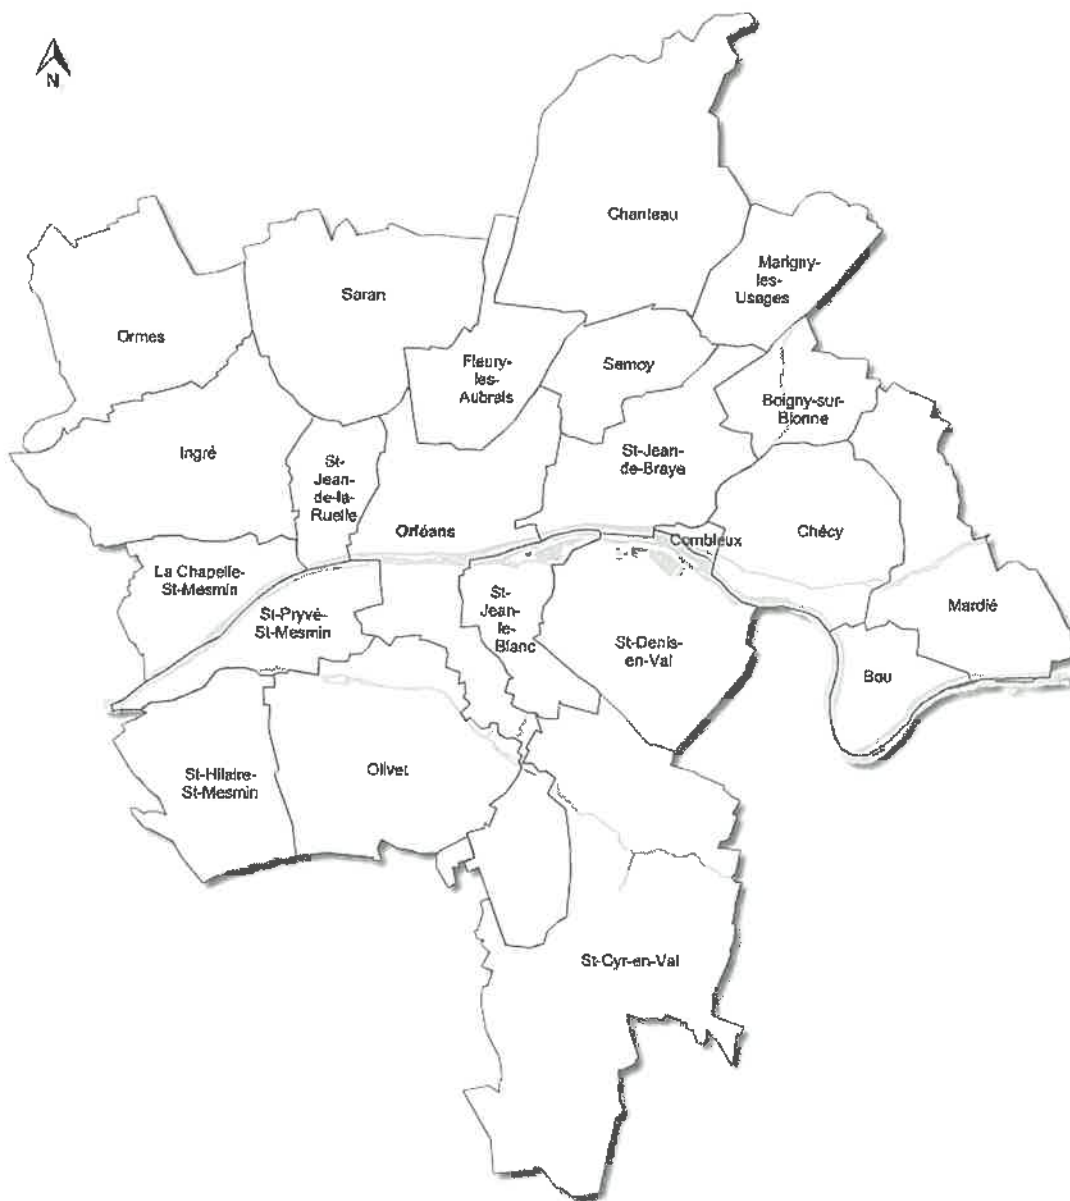 N
Chanteau
Marigny-
les-
Usages
Saran
Ormes
Fleury-
les-
Aubrais
Semoy
Boigny-sur-
Bionne
Ingré
St-
Jean-
de-la-
Ruelle
St-Jean-
de-Braye
Orléans
Chécy
Combleux
La Chapelle-
St-Mesmin
St-Pryvé-
St-Mesmin
St-
Jean-
le-
Blanc
St-Denis-
en-Val
Mardié
Bou
St-Hilaire-
St-Mesmin
Olivet
St-Cyr-en-Val